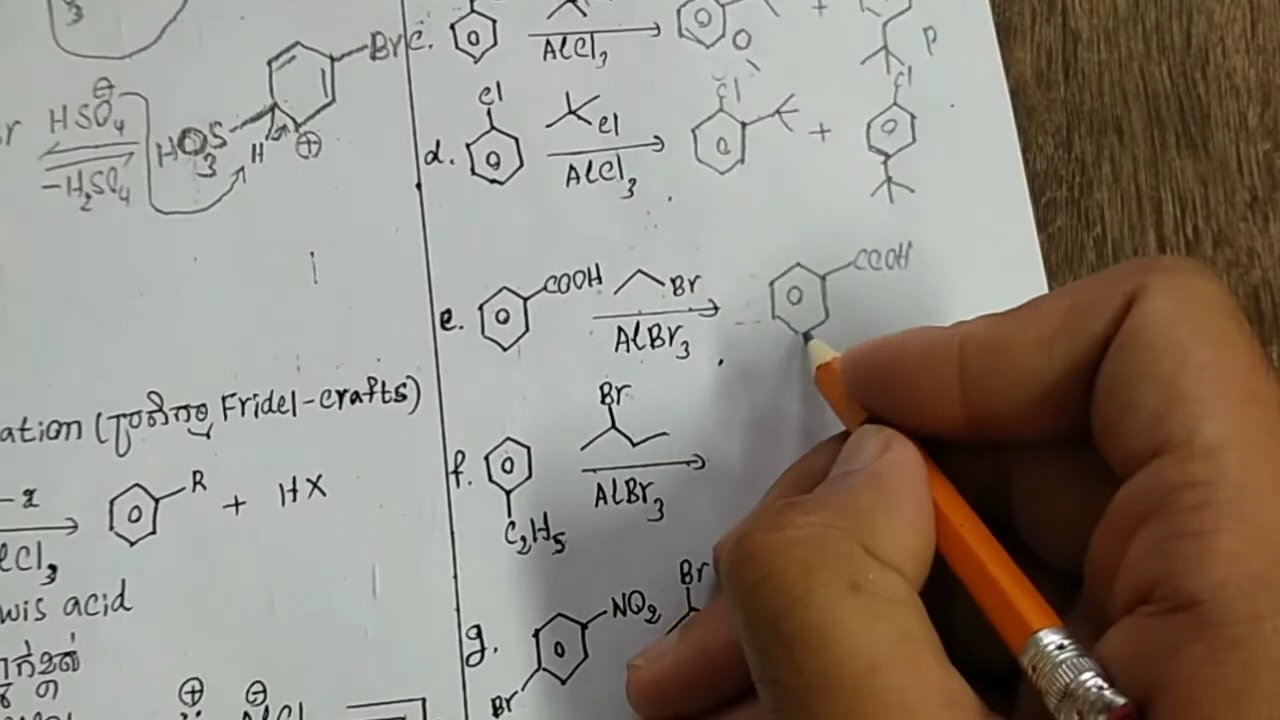 3
Br
HSO₄⊖
-H₂SO₄
HO₃S
H
⊕
ation ( Fridel-crafts)
R + HX
wis acid
⊕ ⊖
c.
AlCl₃
O
+
p
d.
Cl
Cl
AlCl₃
Cl
+
Cl
e.
COOH
Br
AlBr₃
COOH
f.
C₂H₅
Br
AlBr₃
g.
NO₂
Br
Br